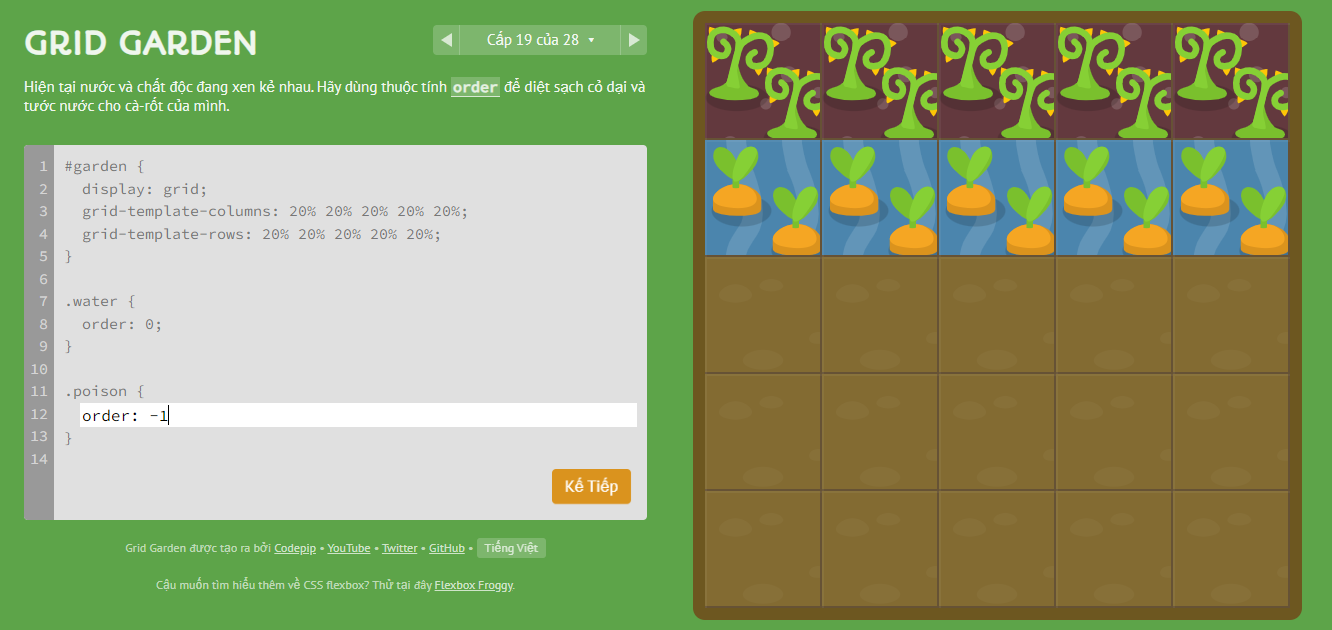 GRID GARDEN
◀ Cấp 19 của 28 ▾ ▶
Hiện tại nước và chất độc đang xen kẻ nhau. Hãy dùng thuộc tính order để diệt sạch cỏ dại và
tước nước cho cà-rốt của mình.
1 #garden {
2 display: grid;
3 grid-template-columns: 20% 20% 20% 20% 20%;
4 grid-template-rows: 20% 20% 20% 20% 20%;
5 }
6
7 .water {
8 order: 0;
9 }
10
11 .poison {
12 order: -1
13 }
14
Kế Tiếp
Grid Garden được tạo ra bởi Codepip • YouTube • Twitter • GitHub • Tiếng Việt
Cậu muốn tìm hiểu thêm về CSS flexbox? Thử tại đây Flexbox Froggy.